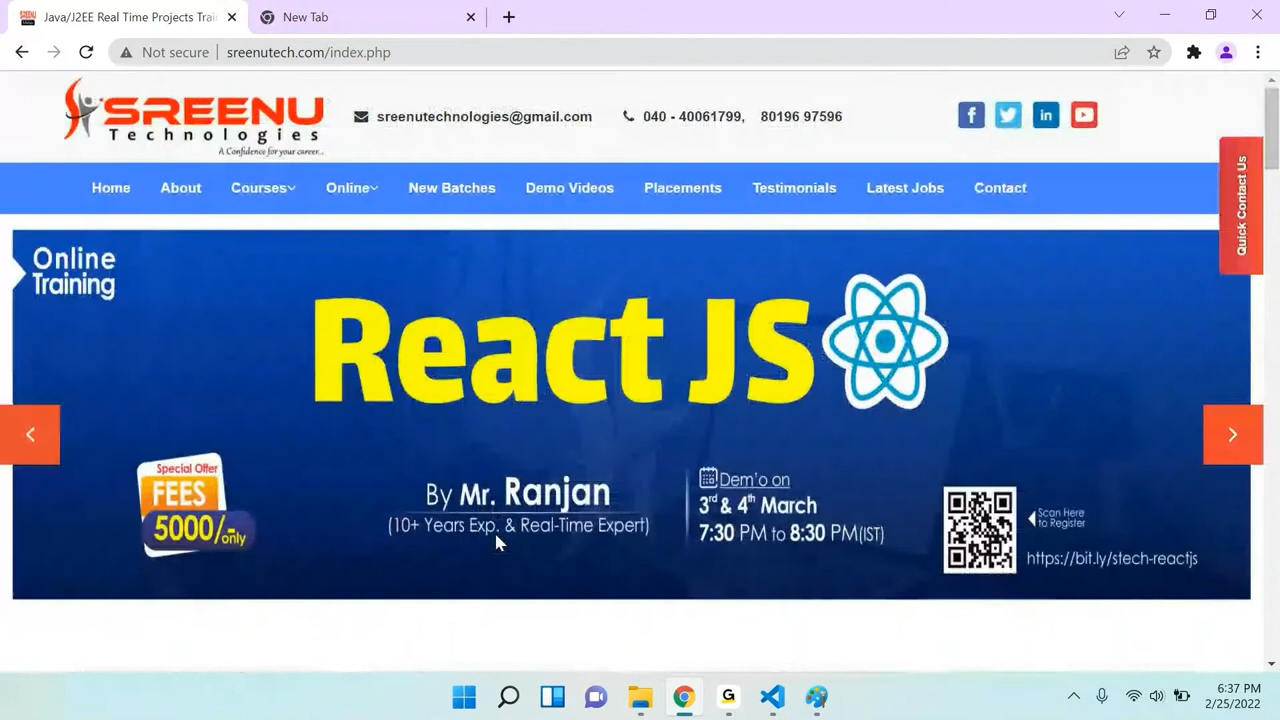 Java/J2EE Real Time Projects Trai
New Tab
Not secure
sreenutech.com/index.php
SREENU
Technologies
A Confidence for your career...
sreenutechnologies@gmail.com
040 - 40061799, 80196 97596
Home About Courses Online New Batches Demo Videos Placements Testimonials Latest Jobs Contact
Quick Contact Us
Online
Training
React JS
Special Offer
FEES
5000/-only
By Mr. Ranjan
(10+ Years Exp. & Real-Time Expert)
Dem'o on
3rd & 4th March
7:30 PM to 8:30 PM(IST)
Scan Here
to Register
https://bit.ly/stech-reactjs
6:37 PM
2/25/2022